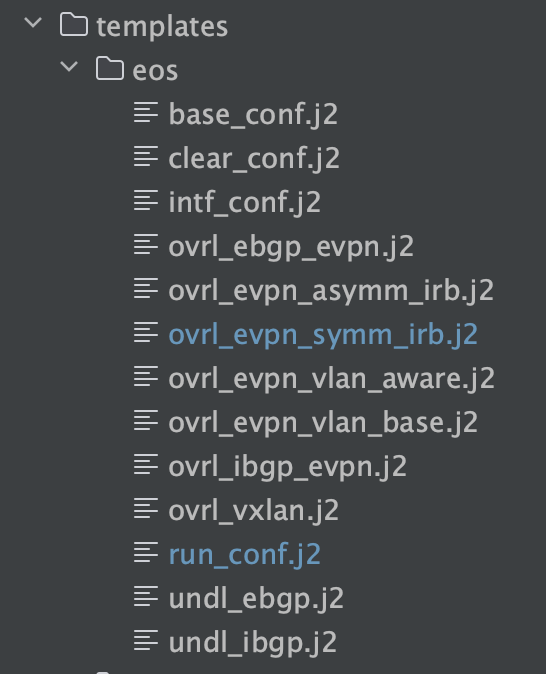 templates
eos
base_conf.j2
clear_conf.j2
intf_conf.j2
ovrl_ebgp_evpn.j2
ovrl_evpn_asymm_irb.j2
ovrl_evpn_symm_irb.j2
ovrl_evpn_vlan_aware.j2
ovrl_evpn_vlan_base.j2
ovrl_ibgp_evpn.j2
ovrl_vxlan.j2
run_conf.j2
undl_ebgp.j2
undl_ibgp.j2